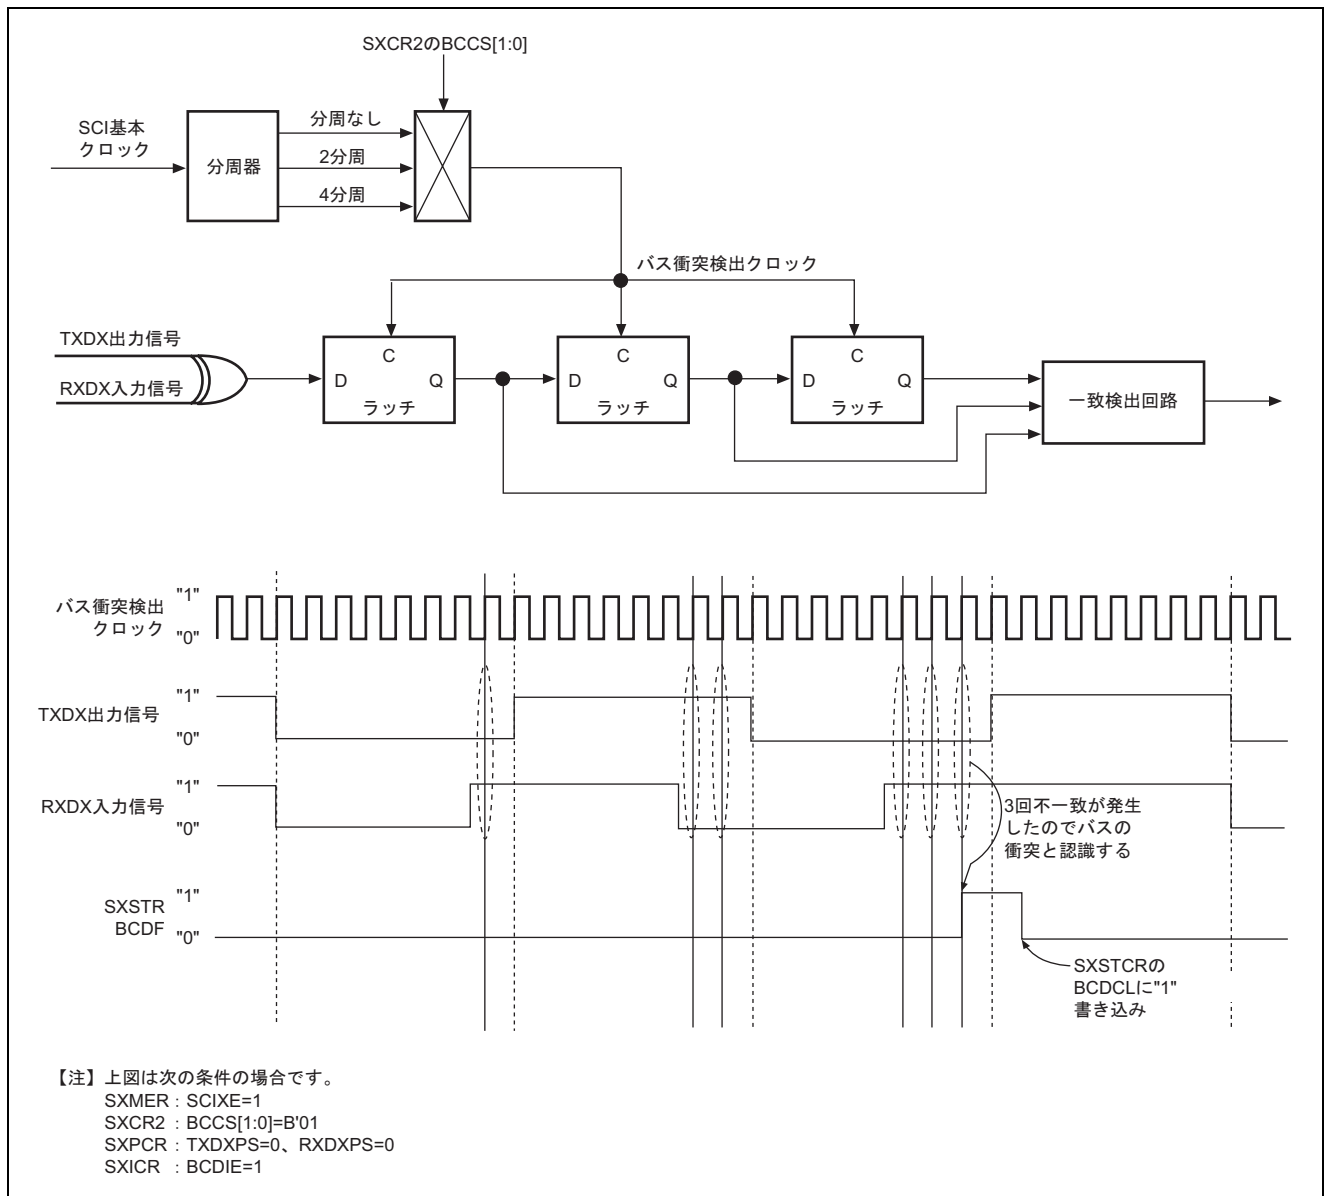 SXCR2のBCCS[1:0]
SCI基本
クロック
分周器
分周なし
2分周
4分周
バス衝突検出クロック
TXDX出力信号
RXDX入力信号
C
D
Q
ラッチ
C
D
Q
ラッチ
C
D
Q
ラッチ
一致検出回路
バス衝突検出
クロック
"1"
"0"
TXDX出力信号
"1"
"0"
RXDX入力信号
"1"
"0"
3回不一致が発生
したのでバスの
衝突と認識する
SXSTR
BCDF
"1"
"0"
SXSTCRの
BCDCLに"1"
書き込み
【注】上図は次の条件の場合です。
SXMER : SCIXE=1
SXCR2 : BCCS[1:0]=B'01
SXPCR : TXDXPS=0、RXDXPS=0
SXICR : BCDIE=1